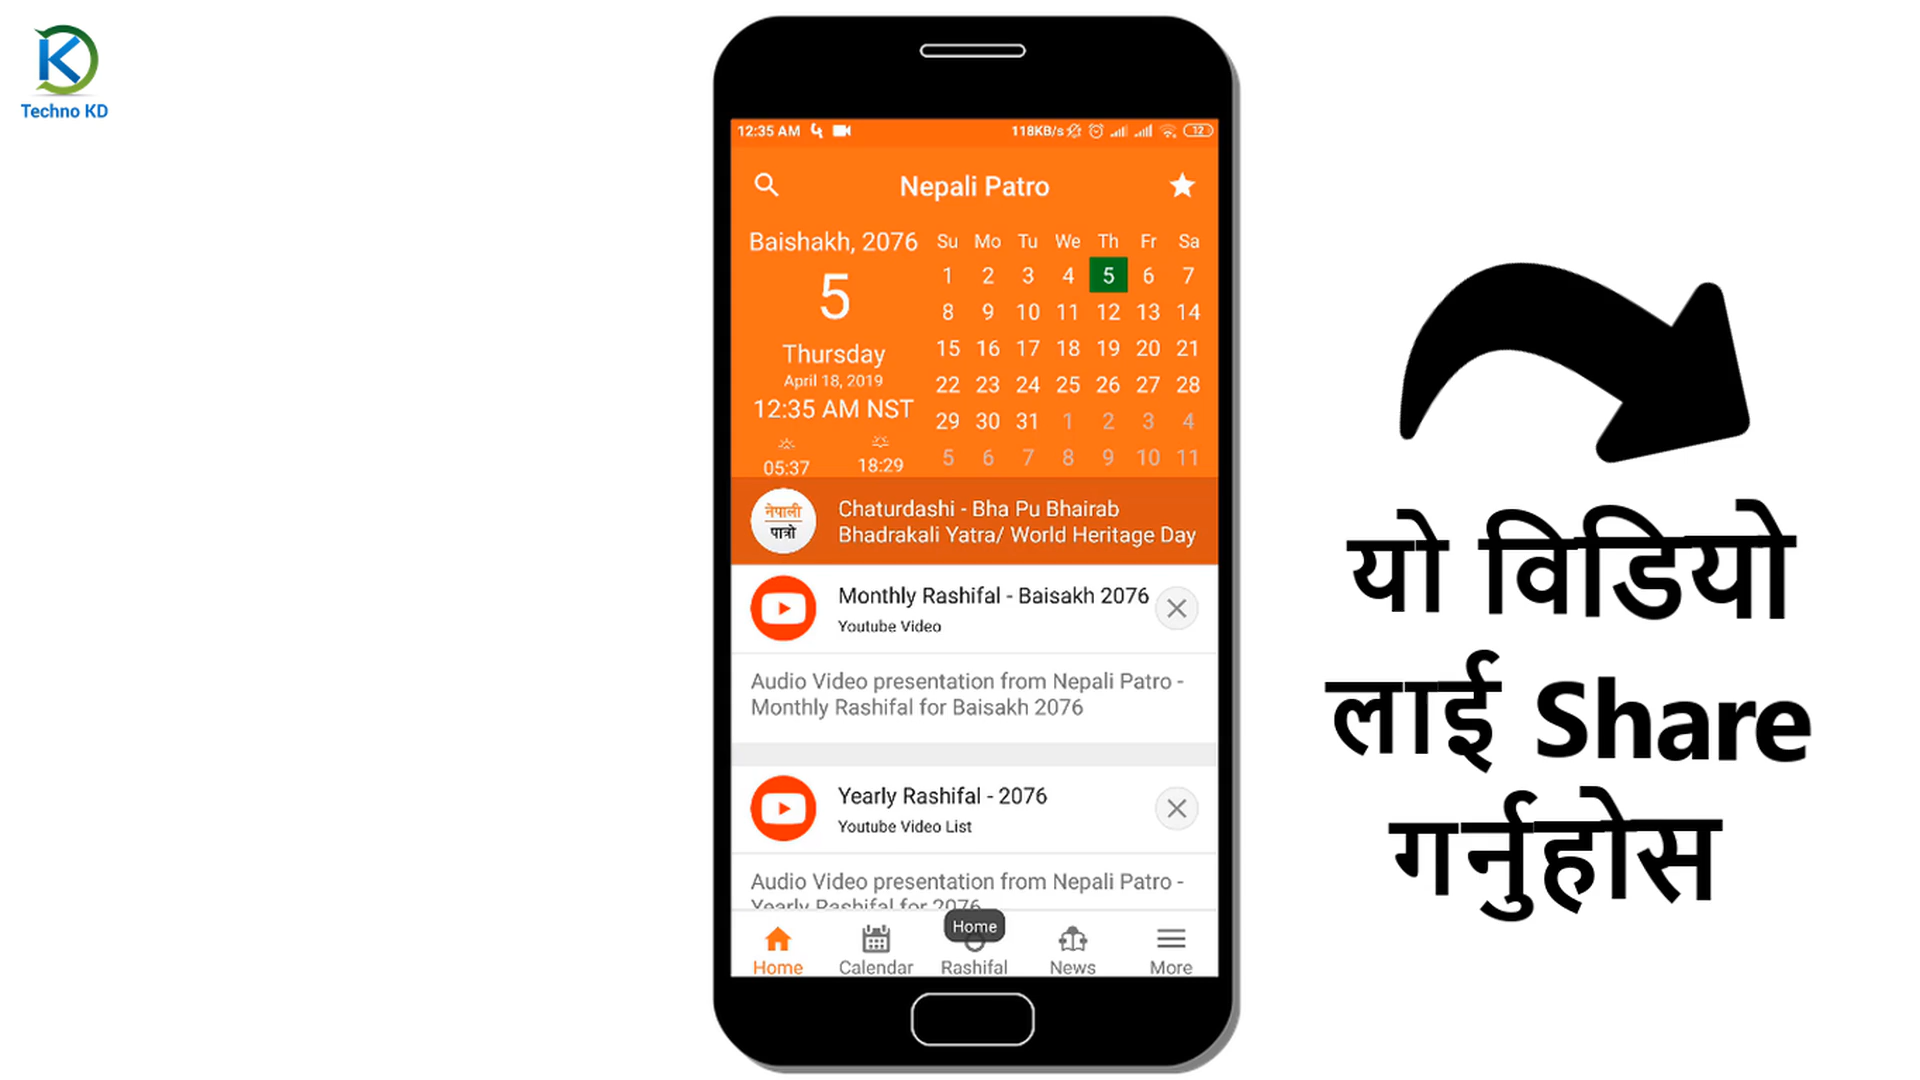 Techno KD
12:35 AM
118KB/s
12
Nepali Patro
Baishakh, 2076
5
Thursday
April 18, 2019
12:35 AM NST
05:37
18:29
Su Mo Tu We Th Fr Sa
1 2 3 4 5 6 7
8 9 10 11 12 13 14
15 16 17 18 19 20 21
22 23 24 25 26 27 28
29 30 31 1 2 3 4
5 6 7 8 9 10 11
नेपाली
पात्रो
Chaturdashi - Bha Pu Bhairab
Bhadrakali Yatra/ World Heritage Day
Monthly Rashifal - Baisakh 2076
Youtube Video
Audio Video presentation from Nepali Patro -
Monthly Rashifal for Baisakh 2076
Yearly Rashifal - 2076
Youtube Video List
Audio Video presentation from Nepali Patro -
Yearly Rashifal for 2076
Home
Home Calendar Rashifal News More
यो विडियो
लाई Share
गर्नुहोस